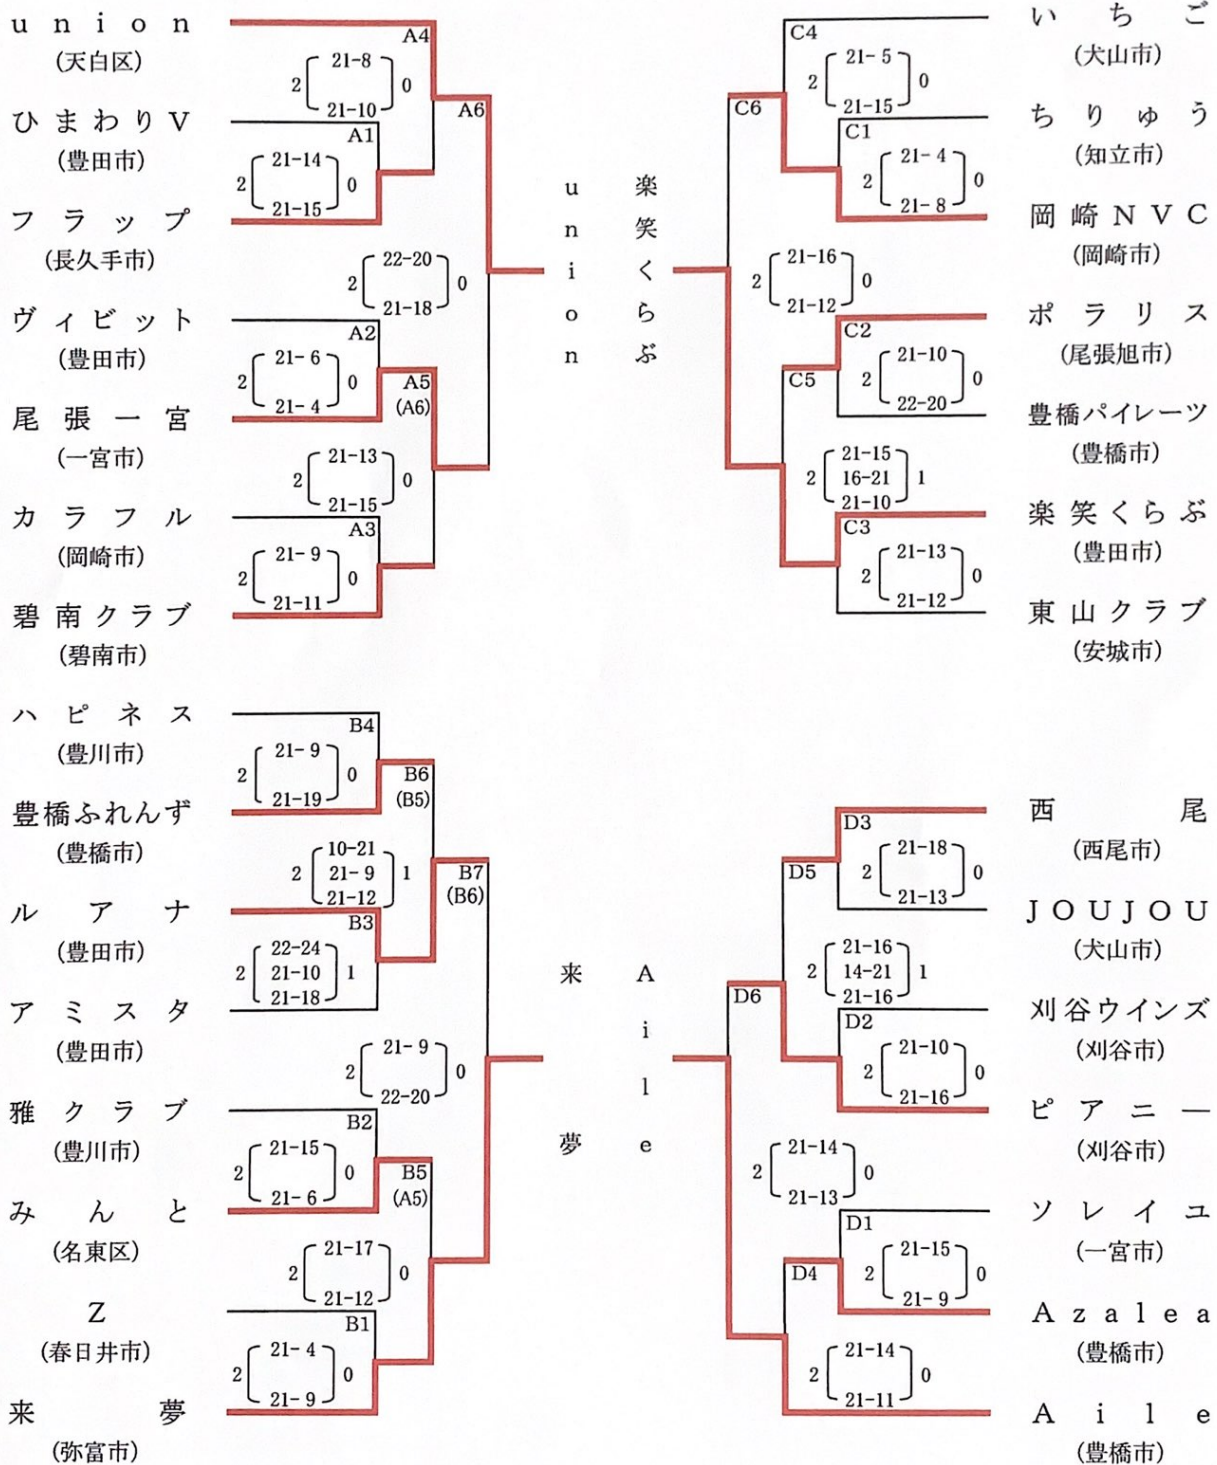 union
(天白区)
A4
21-8
2 0
21-10
A6
ひまわりV
(豊田市)
A1
21-14
2 0
21-15
フラップ
(長久手市)
22-20
2 0
21-18
ヴィビット
(豊田市)
A2
21-6
2 0
21-4
A5
(A6)
尾張一宮
(一宮市)
21-13
2 0
21-15
カラフル
(岡崎市)
A3
21-9
2 0
21-11
碧南クラブ
(碧南市)
union
楽笑くらぶ
いちご
(犬山市)
C4
21-5
2 0
21-15
C6
ちりゅう
(知立市)
C1
21-4
2 0
21-8
岡崎NVC
(岡崎市)
21-16
2 0
21-12
ポラリス
(尾張旭市)
C2
21-10
2 0
22-20
C5
豊橋パイレーツ
(豊橋市)
21-15
2 16-21 1
21-10
楽笑くらぶ
(豊田市)
C3
21-13
2 0
21-12
東山クラブ
(安城市)
ハピネス
(豊川市)
B4
21-9
2 0
21-19
B6
(B5)
豊橋ふれんず
(豊橋市)
10-21
2 21-9 1
21-12
B7
(B6)
ルアナ
(豊田市)
B3
22-24
2 21-10 1
21-18
アミスタ
(豊田市)
21-9
2 0
22-20
雅クラブ
(豊川市)
B2
21-15
2 0
21-6
B5
(A5)
みんと
(名東区)
21-17
2 0
21-12
Z
(春日井市)
B1
21-4
2 0
21-9
来夢
(弥富市)
来夢
Aile
西尾
(西尾市)
D3
21-18
2 0
21-13
D5
JOUJOU
(犬山市)
21-16
2 14-21 1
21-16
D6
刈谷ウインズ
(刈谷市)
D2
21-10
2 0
21-16
ピアニー
(刈谷市)
21-14
2 0
21-13
ソレイユ
(一宮市)
D1
21-15
2 0
21-9
D4
Azalea
(豊橋市)
21-14
2 0
21-11
Aile
(豊橋市)